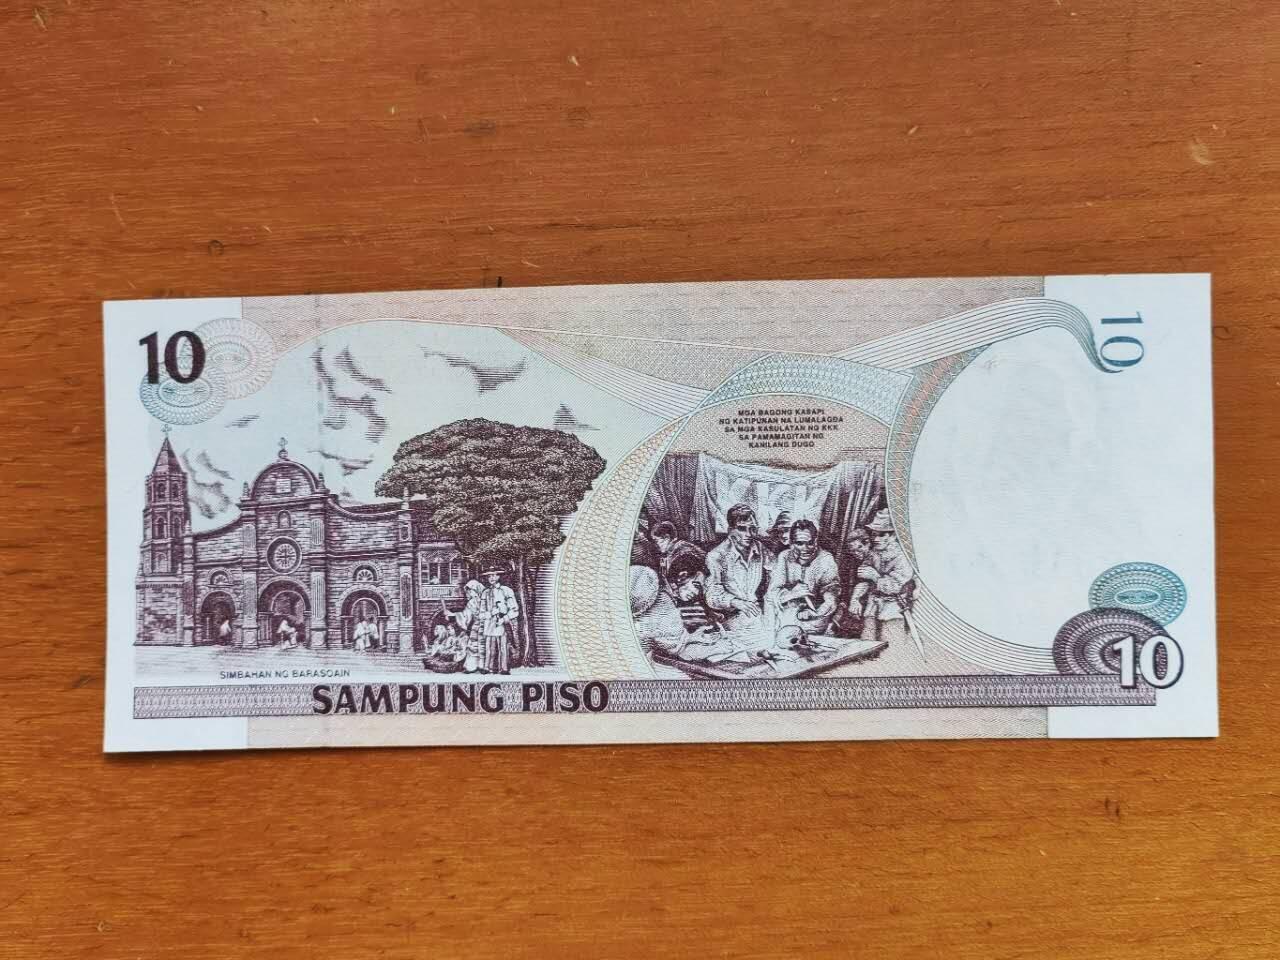 10
10
MGA BAGONG KASAPI
NG KATIPUNAN NA LUMALAGDA
SA MGA KASULATAN NG KKK
SA PAMAMAGITAN NG
KANILANG DUGO
SIMBAHAN NG BARASOAIN
10
SAMPUNG PISO